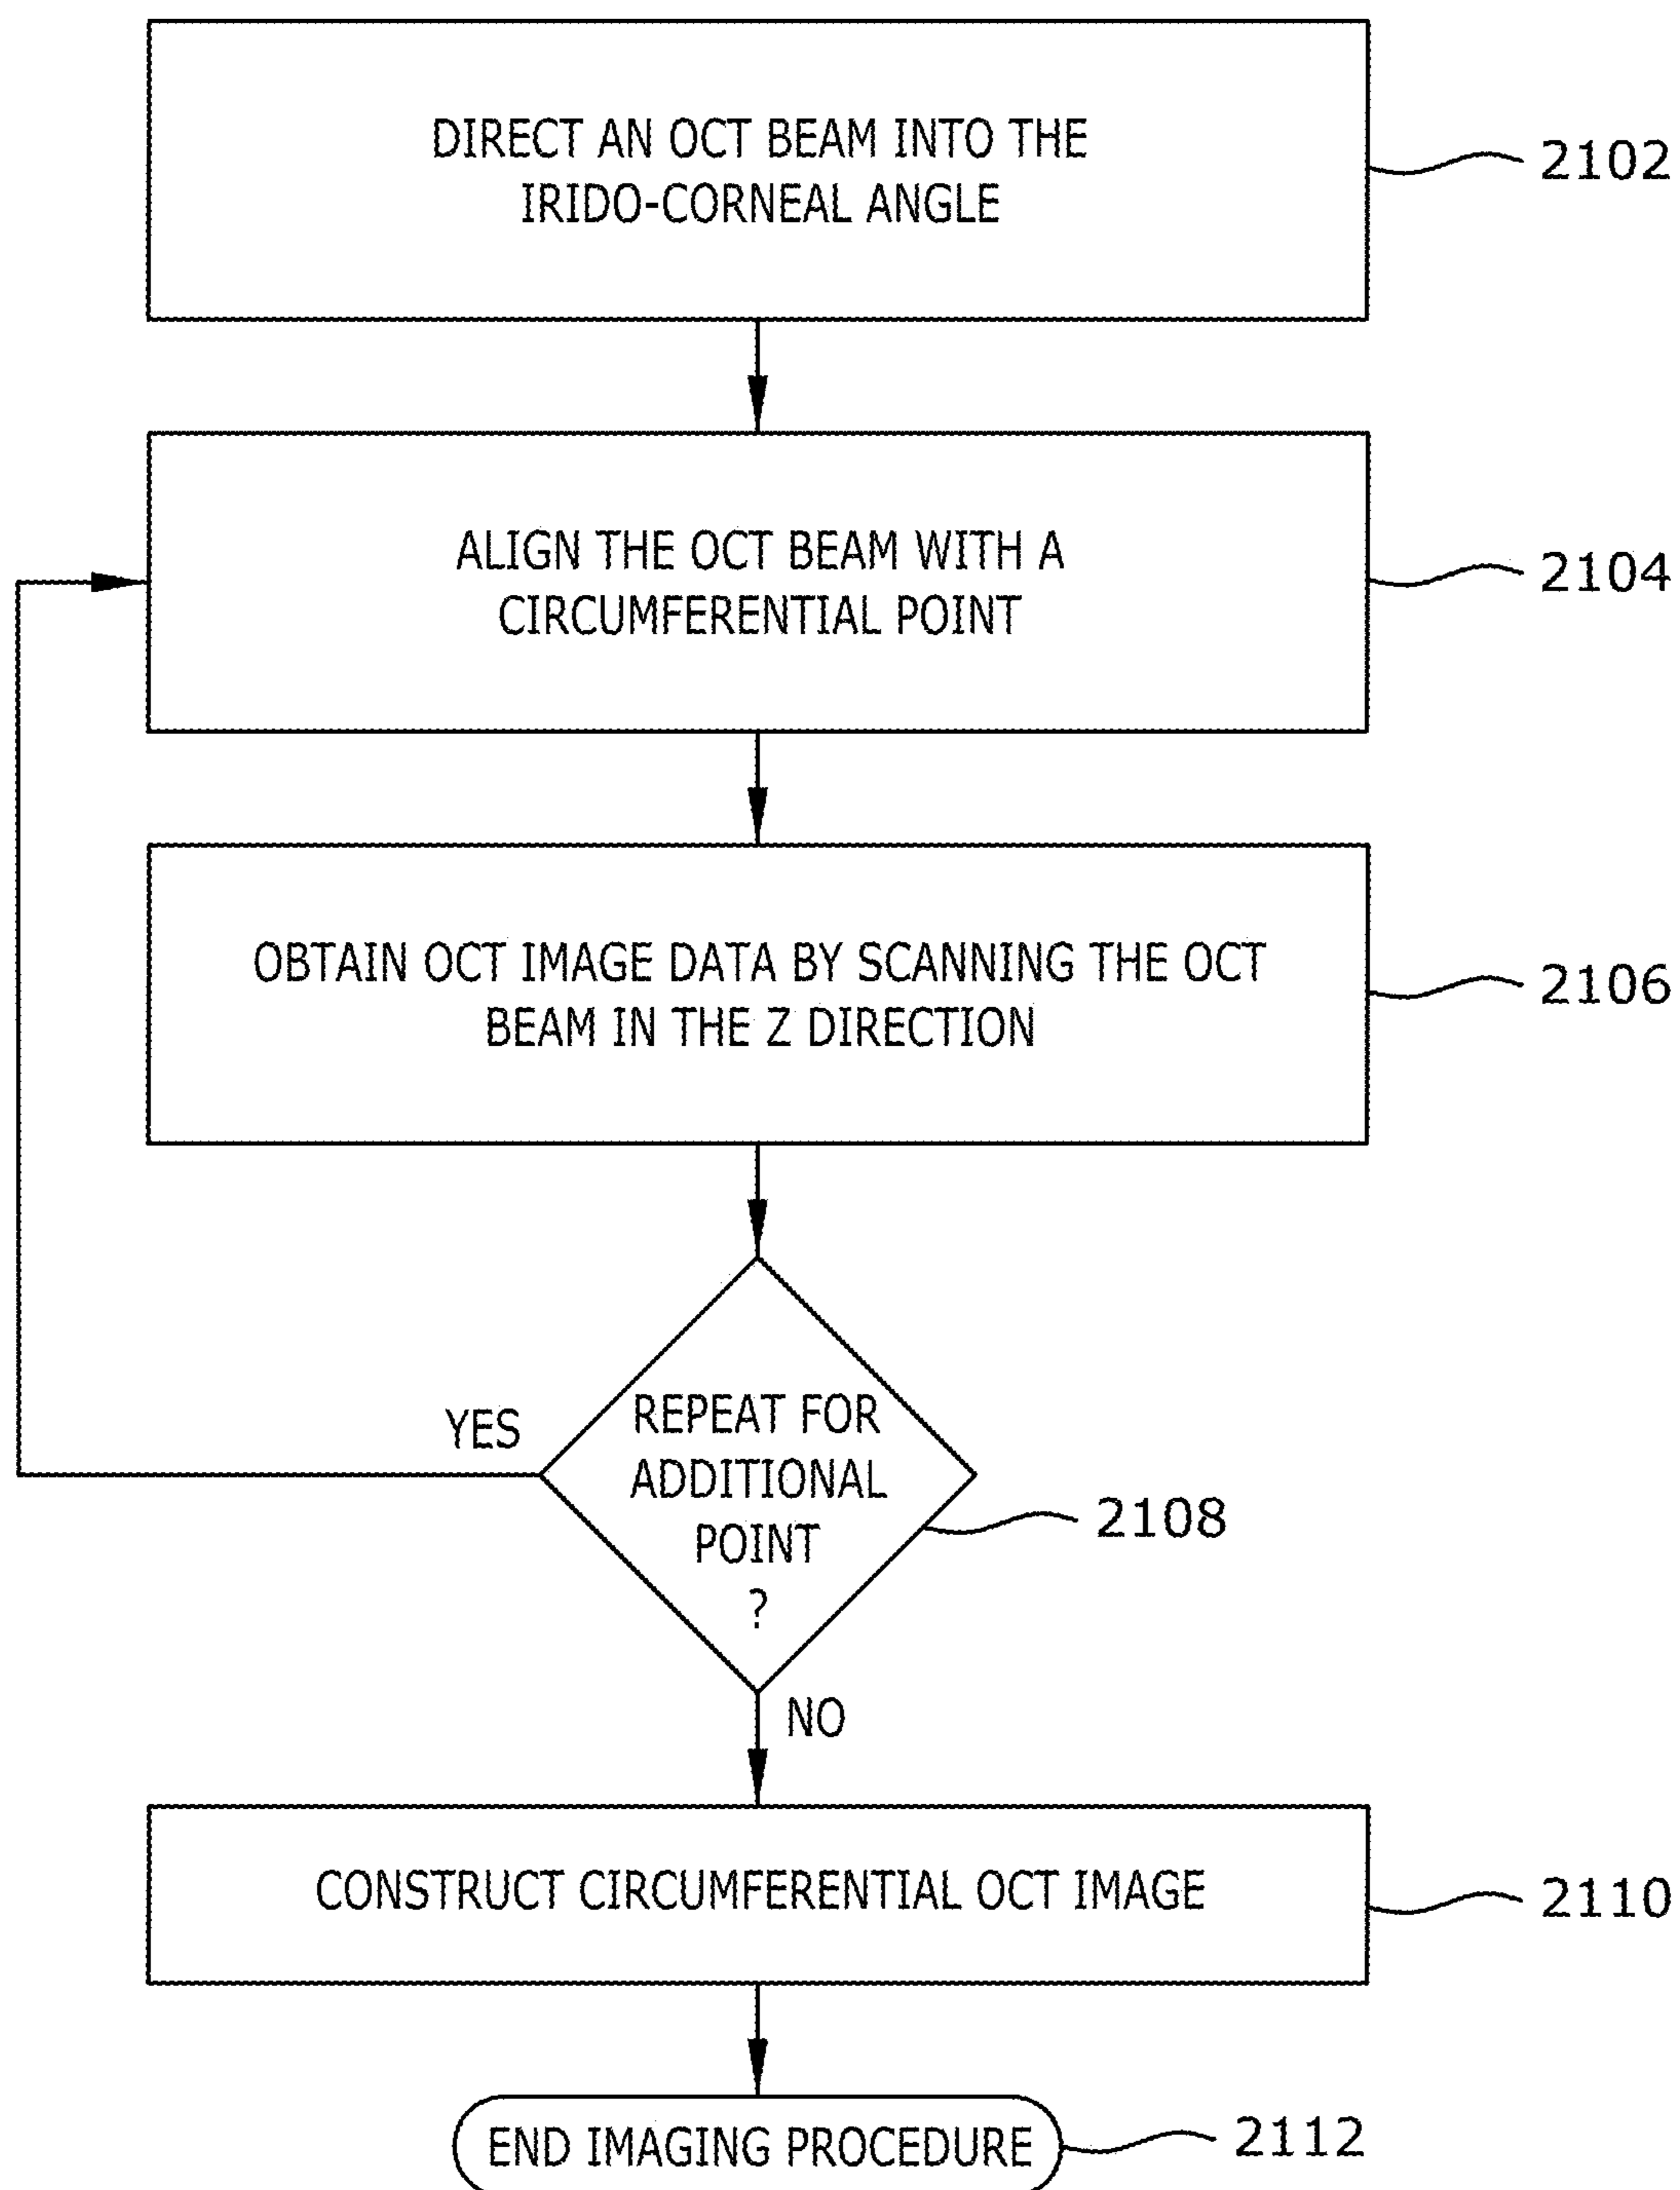 DIRECT AN OCT BEAM INTO THE
IRIDO-CORNEAL ANGLE
2102
ALIGN THE OCT BEAM WITH A
CIRCUMFERENTIAL POINT
2104
OBTAIN OCT IMAGE DATA BY SCANNING THE OCT
BEAM IN THE Z DIRECTION
2106
YES
REPEAT FOR
ADDITIONAL
POINT
?
2108
NO
CONSTRUCT CIRCUMFERENTIAL OCT IMAGE
2110
END IMAGING PROCEDURE
2112